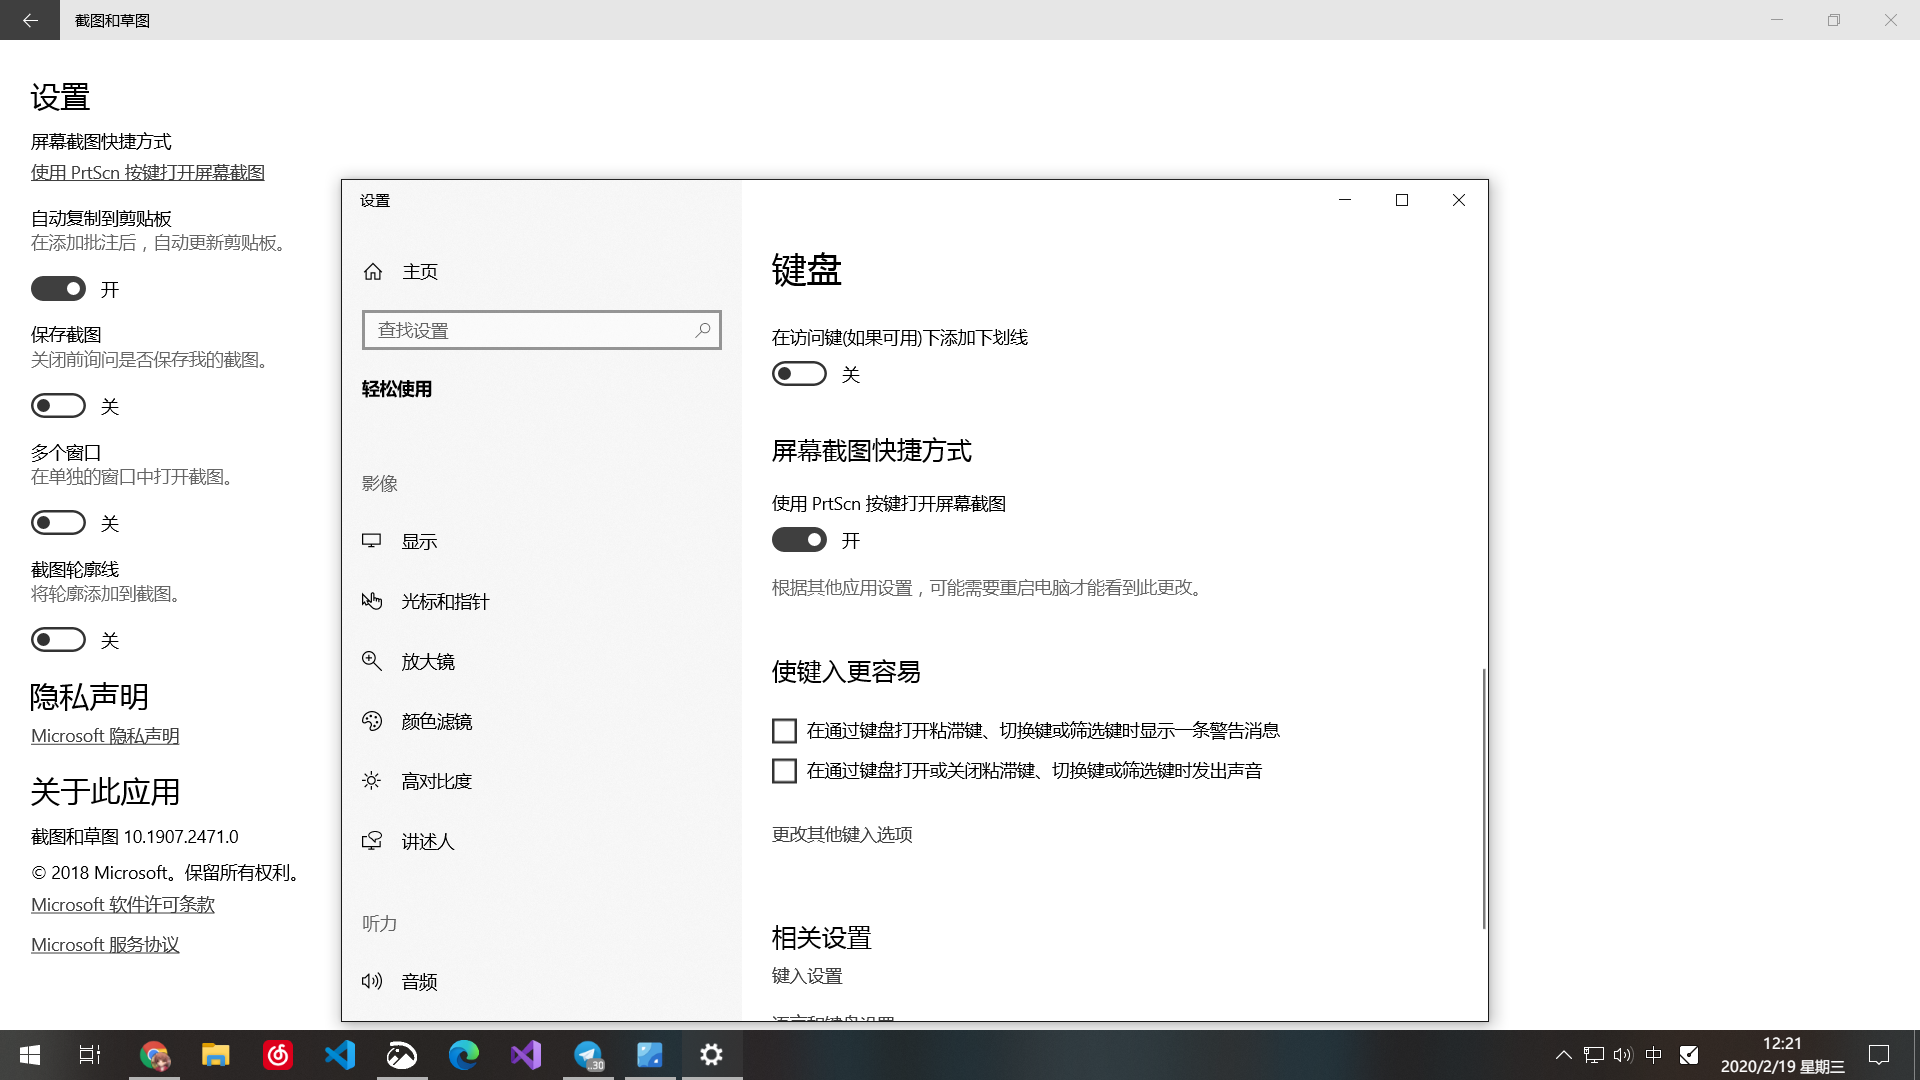 截图和草图
设置
屏幕截图快捷方式
使用 PrtScn 按键打开屏幕截图
自动复制到剪贴板
在添加批注后，自动更新剪贴板。
开
保存截图
关闭前询问是否保存我的截图。
关
多个窗口
在单独的窗口中打开截图。
关
截图轮廓线
将轮廓添加到截图。
关
隐私声明
Microsoft 隐私声明
关于此应用
截图和草图 10.1907.2471.0
© 2018 Microsoft。保留所有权利。
Microsoft 软件许可条款
Microsoft 服务协议
设置
主页
查找设置
轻松使用
影像
显示
光标和指针
放大镜
颜色滤镜
高对比度
讲述人
听力
音频
键盘
在访问键(如果可用)下添加下划线
关
屏幕截图快捷方式
使用 PrtScn 按键打开屏幕截图
开
根据其他应用设置，可能需要重启电脑才能看到此更改。
使键入更容易
在通过键盘打开粘滞键、切换键或筛选键时显示一条警告消息
在通过键盘打开或关闭粘滞键、切换键或筛选键时发出声音
更改其他键入选项
相关设置
键入设置
语言和键盘设置
..30
中
12:21
2020/2/19 星期三